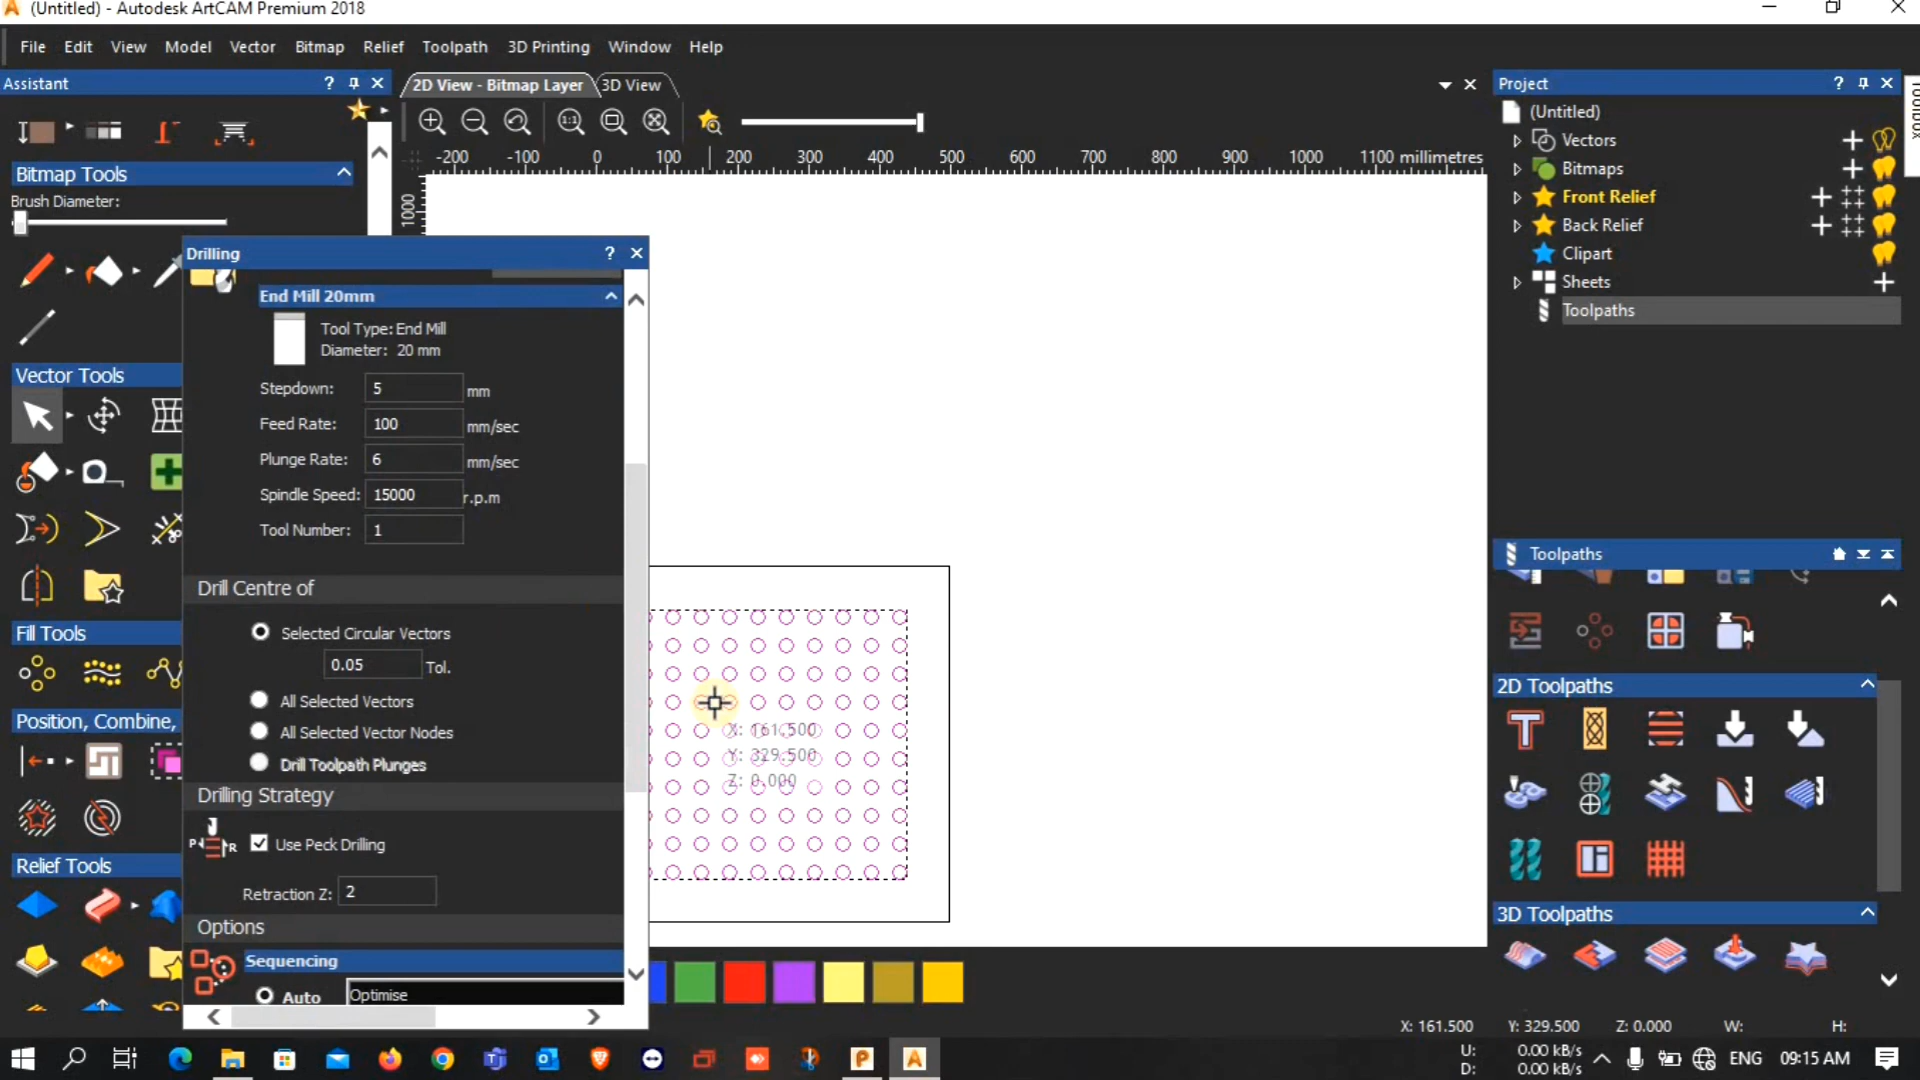 (Untitled) - Autodesk ArtCAM Premium 2018
File Edit View Model Vector Bitmap Relief Toolpath 3D Printing Window Help
Assistant ?
2D View - Bitmap Layer 3D View
Project ?
Toolbox
(Untitled)
Vectors
Bitmaps
Front Relief
Back Relief
Clipart
Sheets
Toolpaths
1:1
-200 -100 0 100 200 300 400 500 600 700 800 900 1000 1100 millimetres
1000
Bitmap Tools
Brush Diameter:
Vector Tools
Fill Tools
Position, Combine,
Relief Tools
Drilling ?
End Mill 20mm
Tool Type: End Mill
Diameter: 20 mm
Stepdown: 5 mm
Feed Rate: 100 mm/sec
Plunge Rate: 6 mm/sec
Spindle Speed: 15000 r.p.m
Tool Number: 1
Drill Centre of
Selected Circular Vectors
0.05 Tol.
All Selected Vectors
All Selected Vector Nodes
Drill Toolpath Plunges
Drilling Strategy
P R Use Peck Drilling
Retraction Z: 2
Options
Sequencing
Auto Optimise
X: 161.500
Y: 329.500
Z: 0.000
Toolpaths
2D Toolpaths
3D Toolpaths
X: 161.500 Y: 329.500 Z: 0.000 W: H:
U: 0.00 kB/s
D: 0.00 kB/s
ENG 09:15 AM